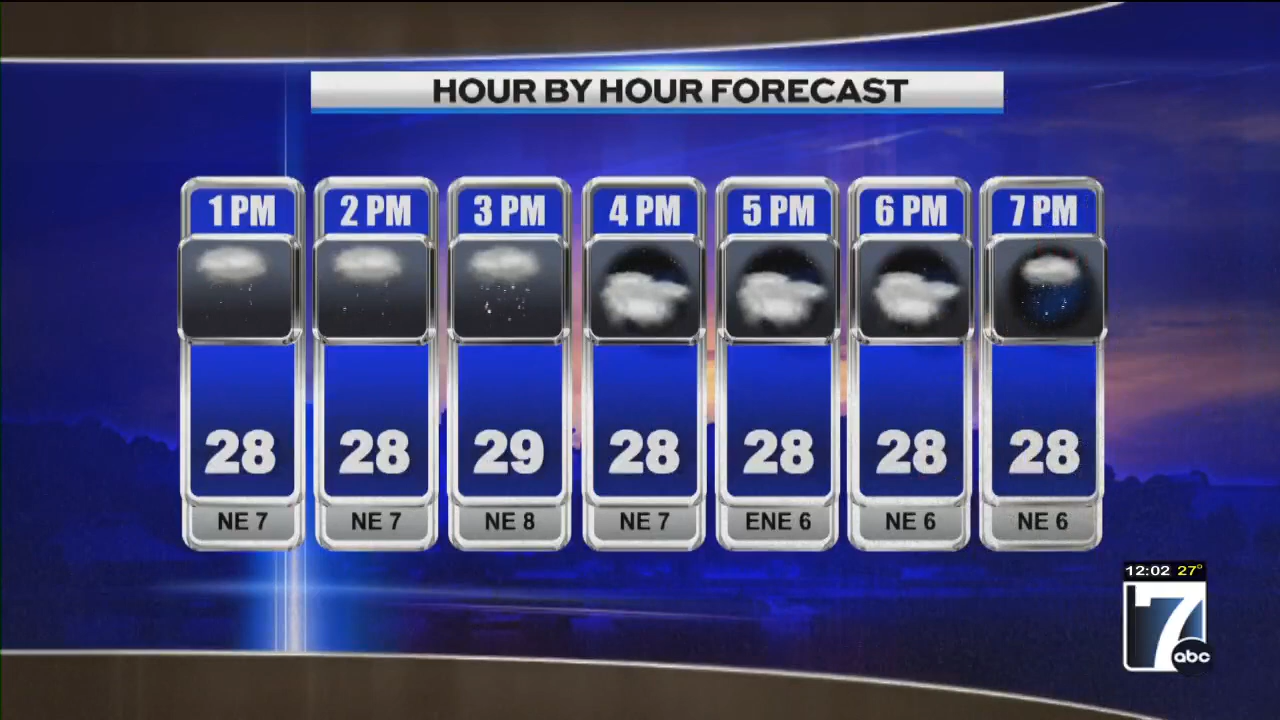 HOUR BY HOUR FORECAST
1 PM 2 PM 3 PM 4 PM 5 PM 6 PM 7 PM
28 28 29 28 28 28 28
NE 7 NE 7 NE 8 NE 7 ENE 6 NE 6 NE 6
12:02 27°
7
abc